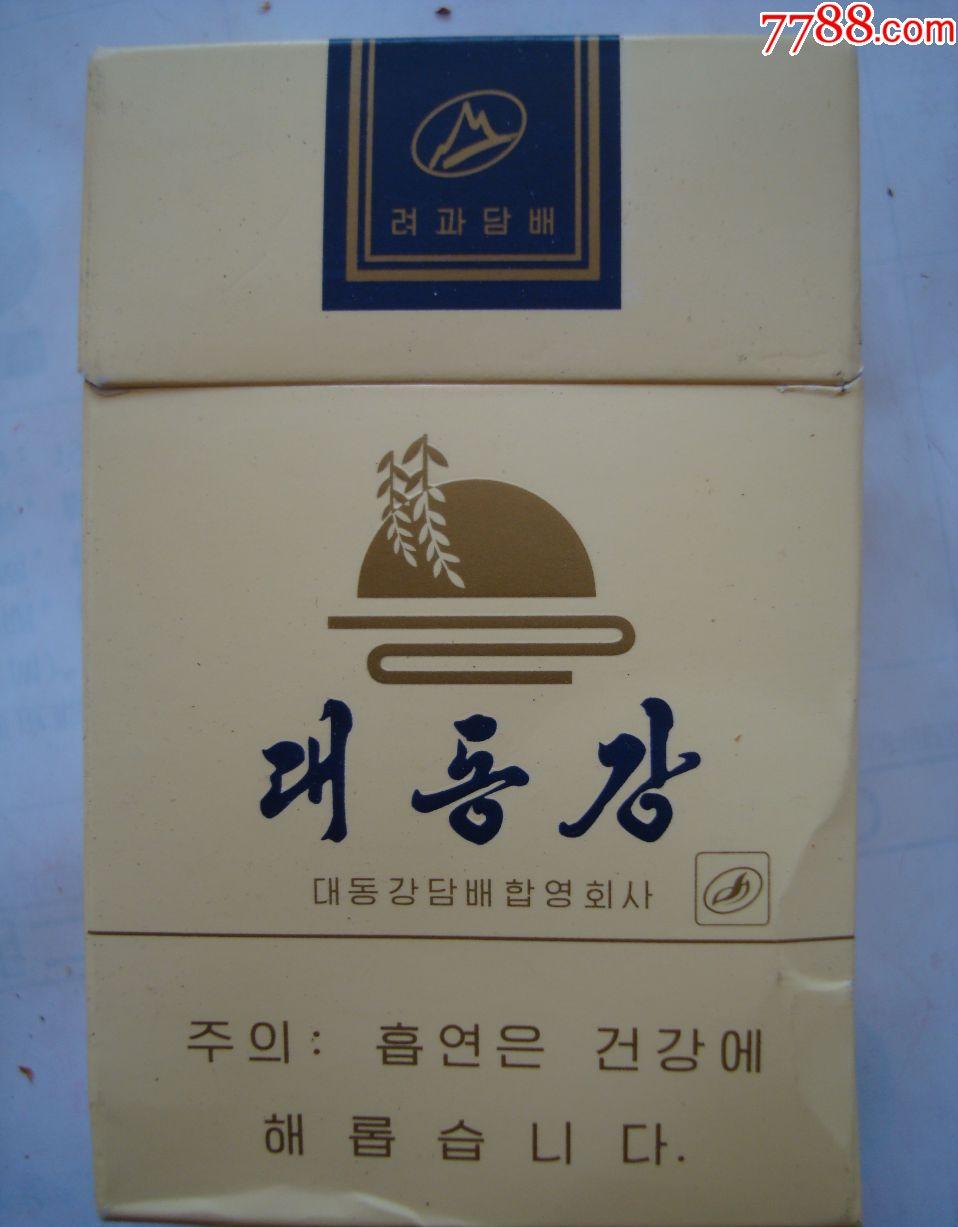 7788.com
려과담배
대동강
대동강담배합영회사
주의: 흡연은 건강에
해롭습니다.